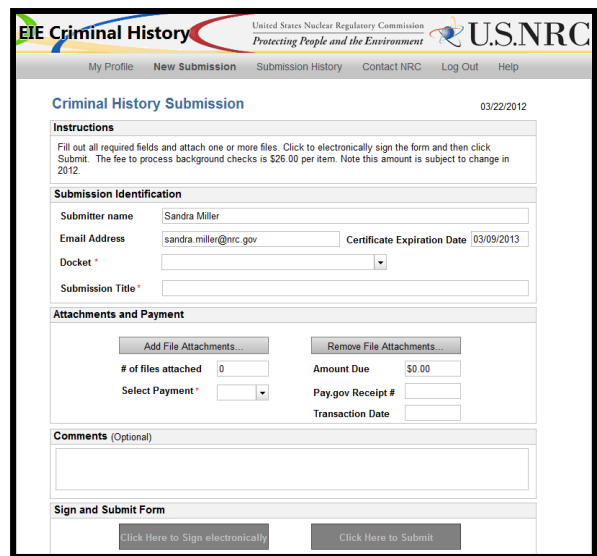 EIE Criminal History
United States Nuclear Regulatory Commission
Protecting People and the Environment
U.S.NRC
My Profile New Submission Submission History Contact NRC Log Out Help
Criminal History Submission 03/22/2012
Instructions
Fill out all required fields and attach one or more files. Click to electronically sign the form and then click
Submit. The fee to process background checks is $26.00 per item. Note this amount is subject to change in
2012.
Submission Identification
Submitter name Sandra Miller
Email Address sandra.miller@nrc.gov Certificate Expiration Date 03/09/2013
Docket *
Submission Title *
Attachments and Payment
Add File Attachments... Remove File Attachments...
# of files attached 0 Amount Due $0.00
Select Payment * Pay.gov Receipt #
Transaction Date
Comments (Optional)
Sign and Submit Form
Click Here to Sign electronically Click Here to Submit